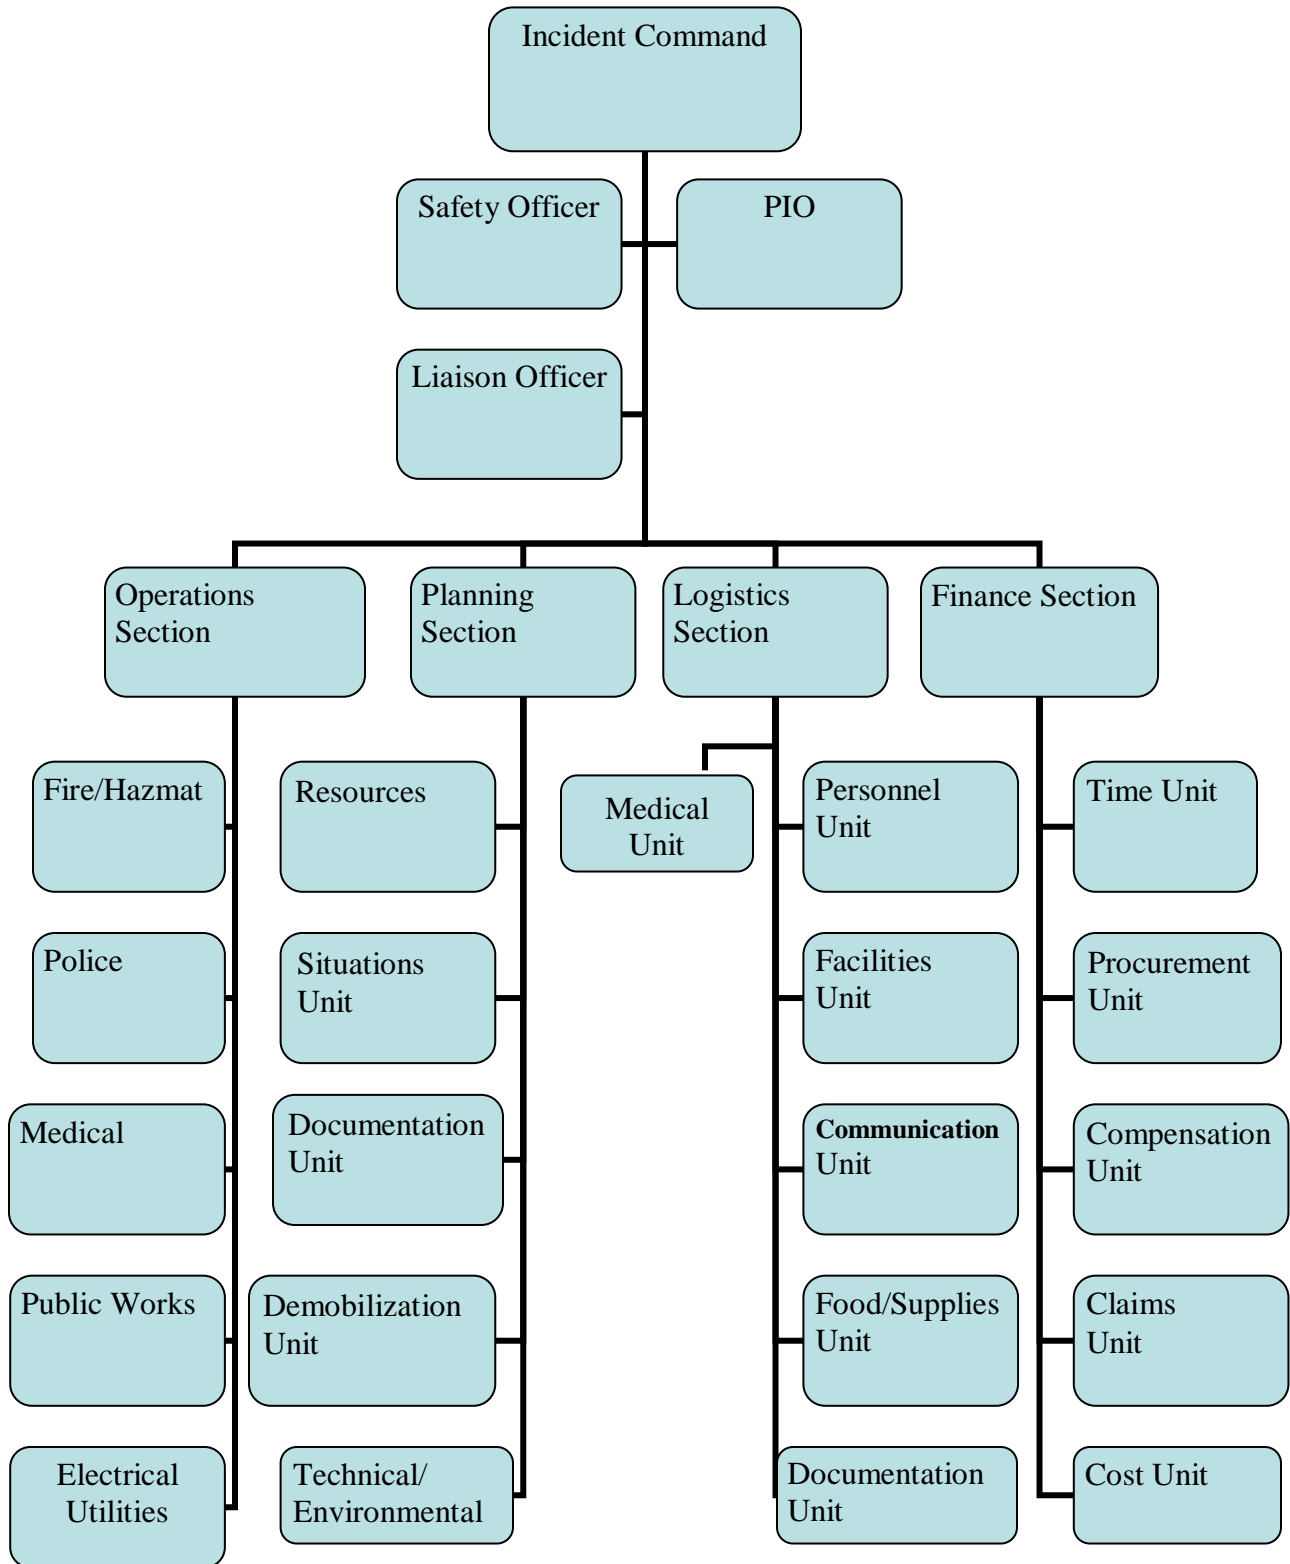 Incident Command
Safety Officer
PIO
Liaison Officer
Operations
Section
Planning
Section
Logistics
Section
Finance Section
Fire/Hazmat
Resources
Medical
Unit
Personnel
Unit
Time Unit
Police
Situations
Unit
Facilities
Unit
Procurement
Unit
Medical
Documentation
Unit
Communication
Unit
Compensation
Unit
Public Works
Demobilization
Unit
Food/Supplies
Unit
Claims
Unit
Electrical
Utilities
Technical/
Environmental
Documentation
Unit
Cost Unit